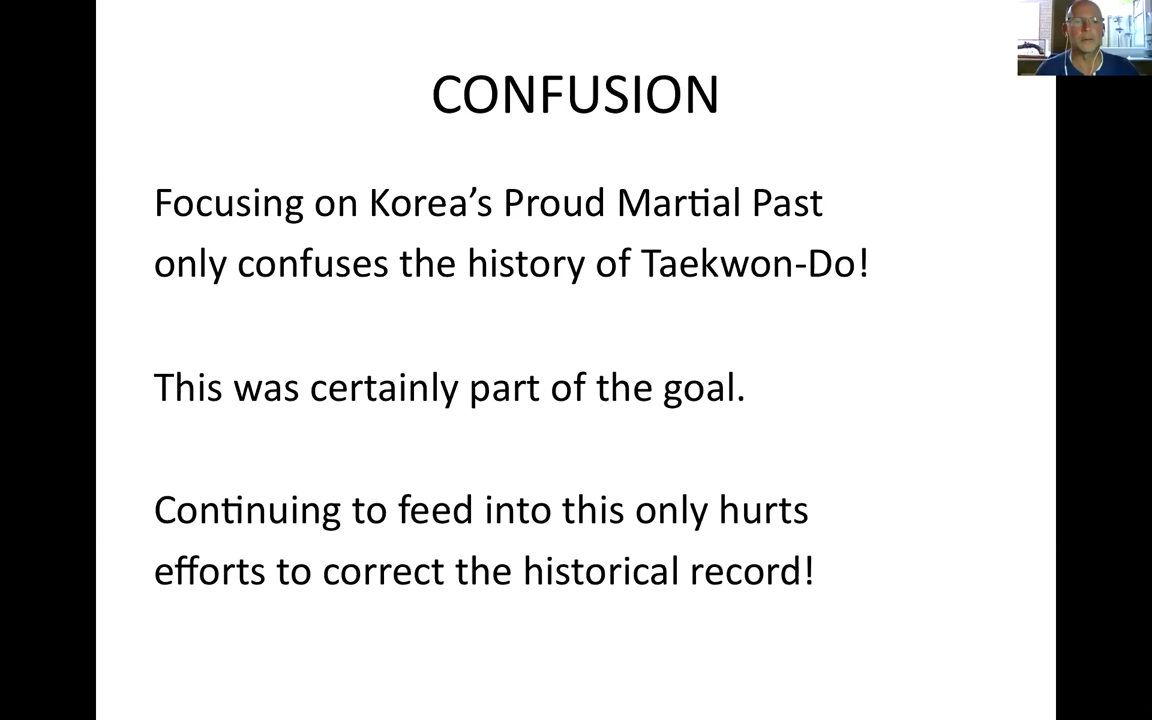 CONFUSION
Focusing on Korea’s Proud Martial Past
only confuses the history of Taekwon-Do!
This was certainly part of the goal.
Continuing to feed into this only hurts
efforts to correct the historical record!